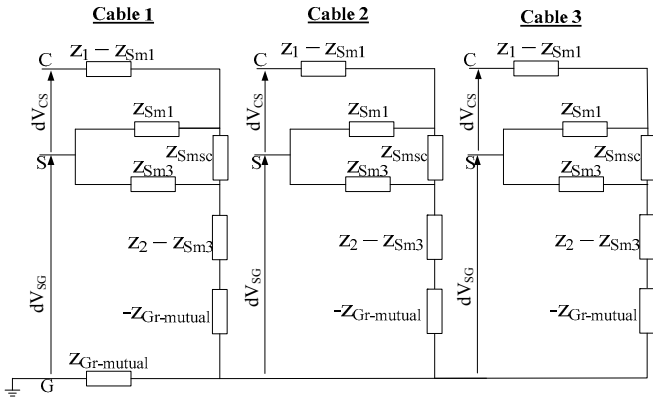 Cable 1 Cable 2 Cable 3
C z₁ – zSm1 C z₁ – zSm1 C z₁ – zSm1
dVCS zSm1 dVCS zSm1 dVCS zSm1
S zSmsc S zSmsc S zSmsc
zSm3 zSm3 zSm3
z₂ – zSm3 z₂ – zSm3 z₂ – zSm3
dVSG dVSG dVSG
-zGr-mutual -zGr-mutual -zGr-mutual
zGr-mutual
G